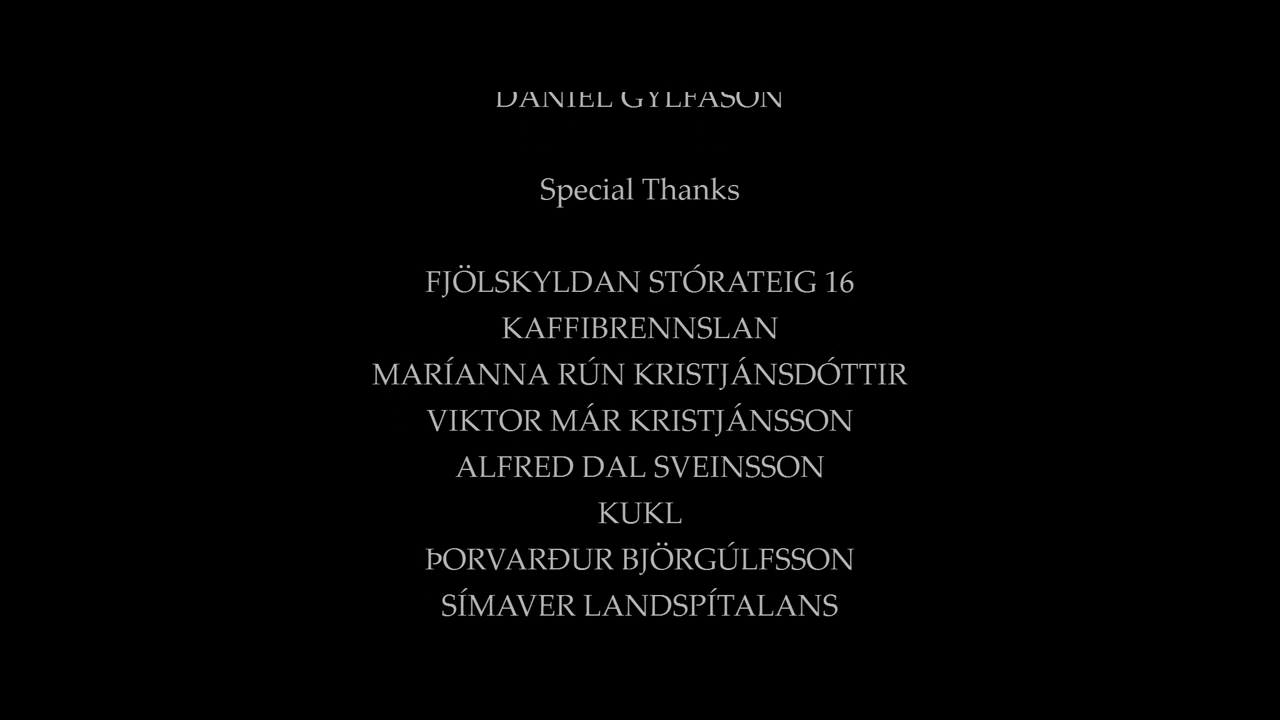 DANIEL GYLFASON
Special Thanks
FJÖLSKYLDAN STÓRATEIG 16
KAFFIBRENNSLAN
MARÍANNA RÚN KRISTJÁNSDÓTTIR
VIKTOR MÁR KRISTJÁNSSON
ALFRED DAL SVEINSSON
KUKL
ÞORVARÐUR BJÖRGÚLFSSON
SÍMAVER LANDSPÍTALANS